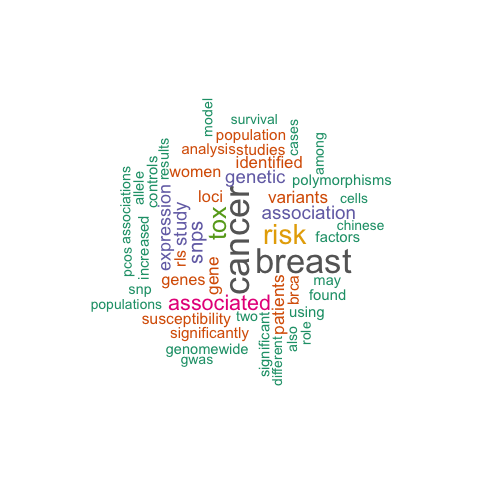 model
survival
population
cases
analysis
studies
among
identified
women
genetic
polymorphisms
results
controls
allele
associations
pcos
increased
expression
rls
study
snps
loci
tox
cancer
variants
cells
association
chinese
risk
factors
breast
gene
genes
snp
may
patients
brca
found
populations
associated
two
using
susceptibility
significantly
significant
different
also
role
genomewide
gwas